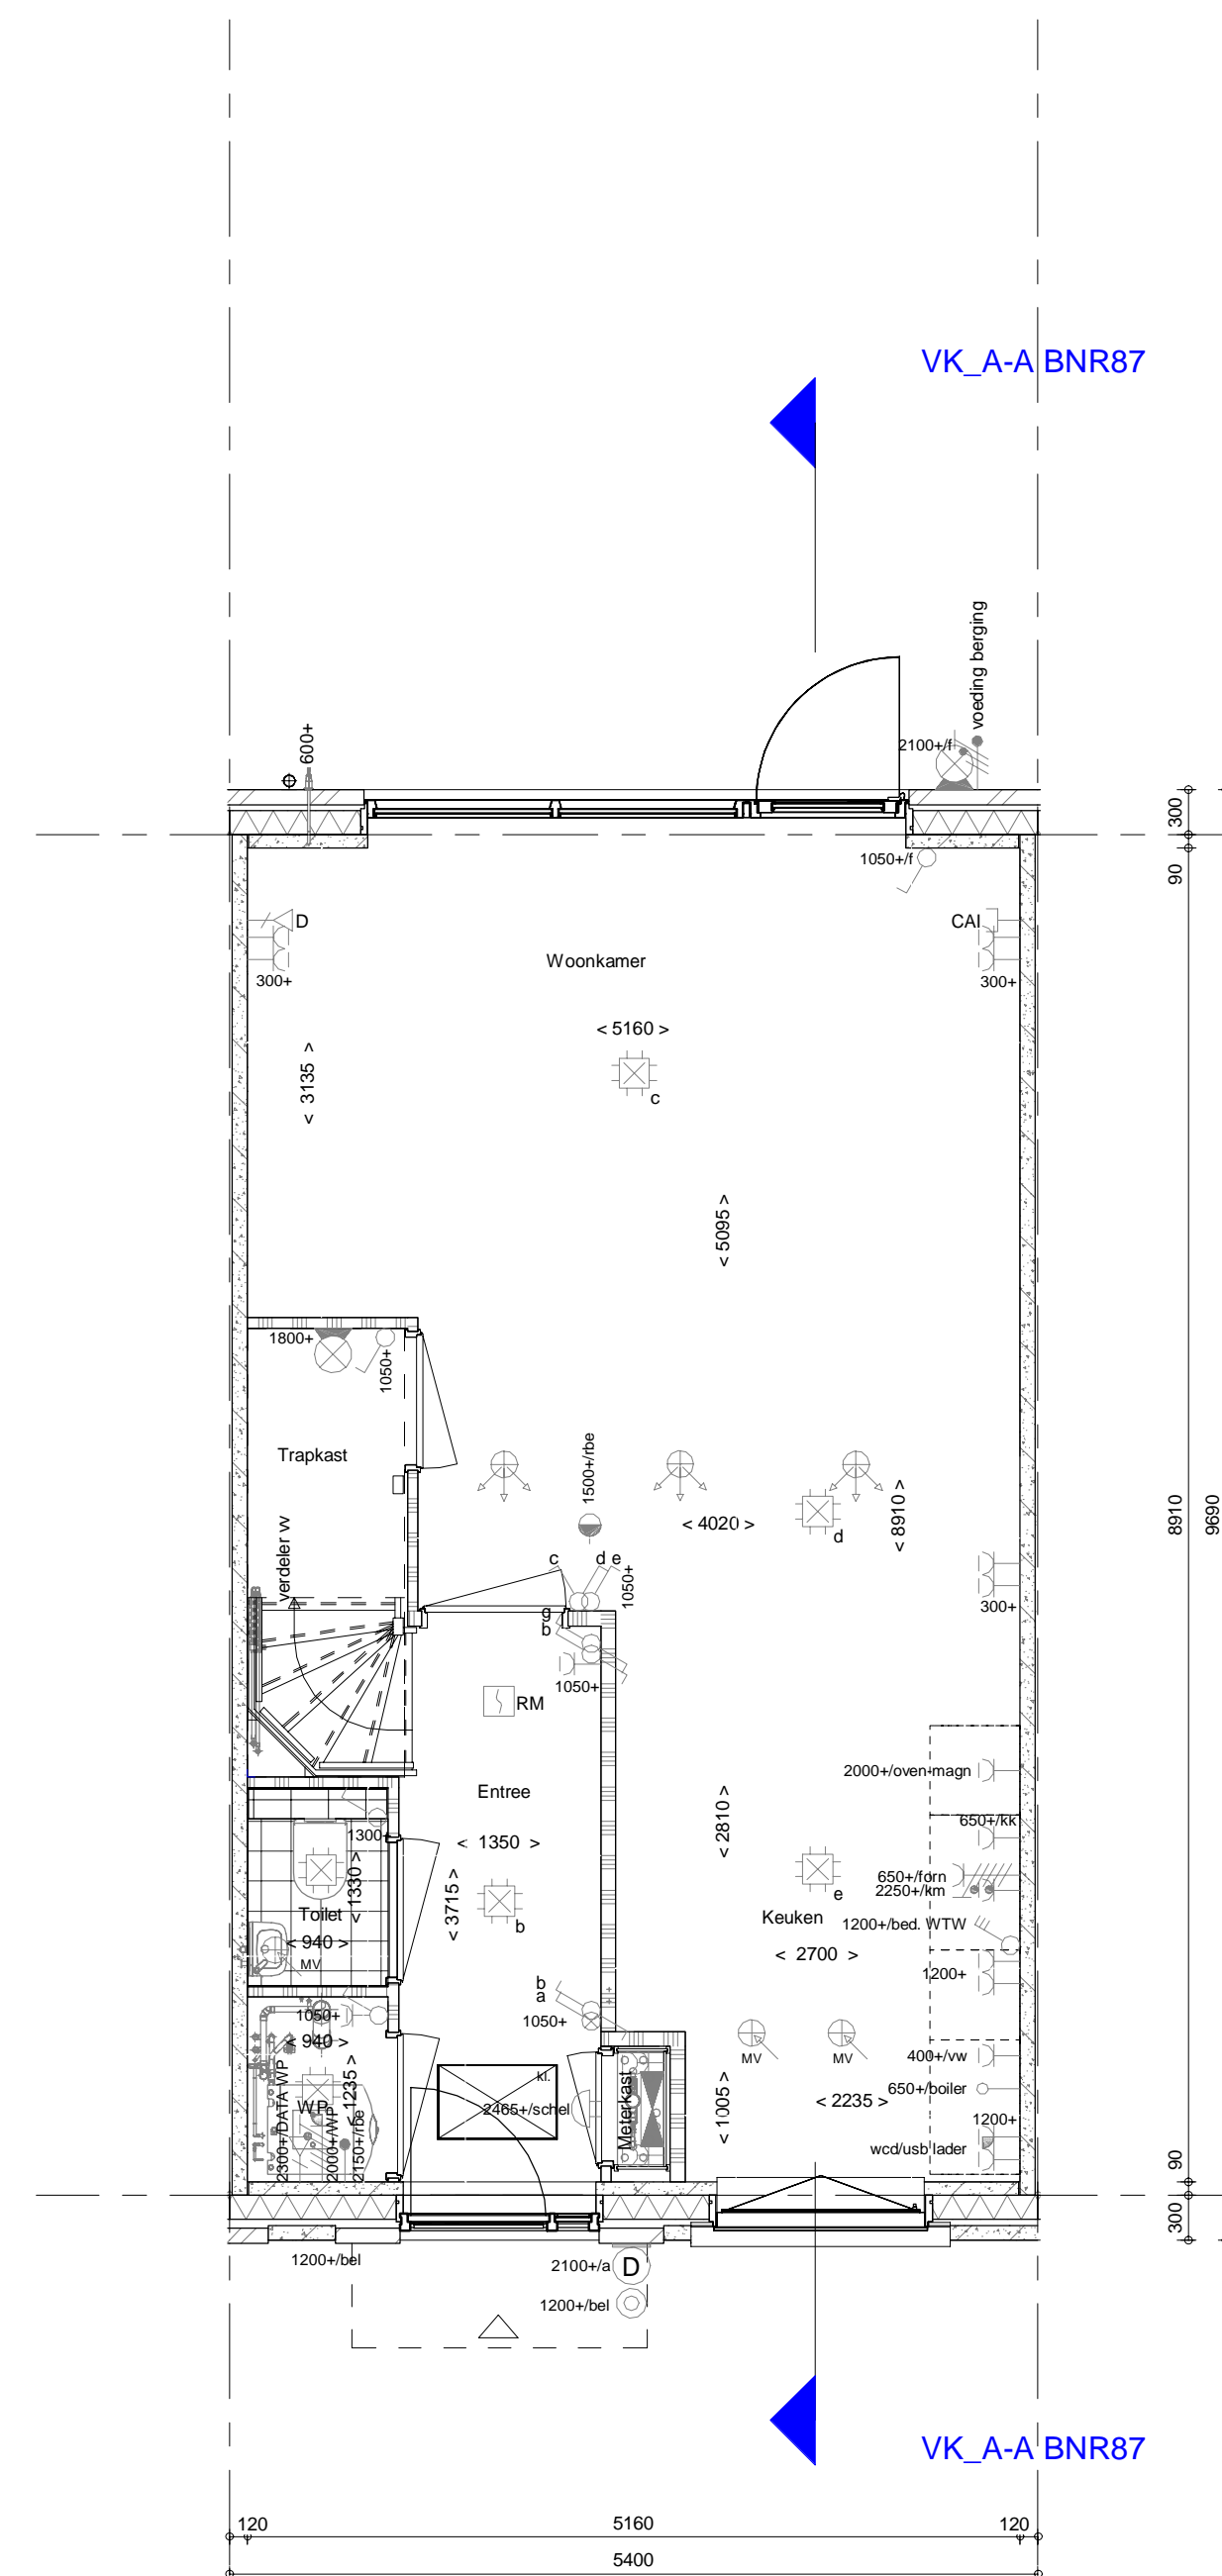 VK_A-A BNR87
voeding berging
600+
2100+/f
300
1050+/f
90
D
CAI
300+
300+
Woonkamer
< 5160 >
< 3135 >
c
< 5095 >
1800+
1050+
Trapkast
1500+/rbe
< 4020 >
d
< 8910 >
8910
9690
verdeler vv
c
d e
1050+
300+
g
b
1050+
RM
2000+/oven-magn
Entree
650+/kk
1300+
< 1350 >
< 2810 >
650+/forn
2250+/km
< 1330 >
< 3715 >
b
e
Toilet
Keuken
1200+/bed. WTW
< 940 >
< 2700 >
MV
1200+
b
a
1050+
1050+
< 940 >
MV
MV
400+/vw
kl.
650+/boiler
WP
< 1235 >
2465+/schel
Meterkast
< 1005 >
< 2235 >
1200+
2300+/DATA WP
2000+/WP
2150+/rbe
wcd/usb lader
90
300
1200+/bel
2100+/a
D
1200+/bel
VK_A-A BNR87
120
5160
120
5400